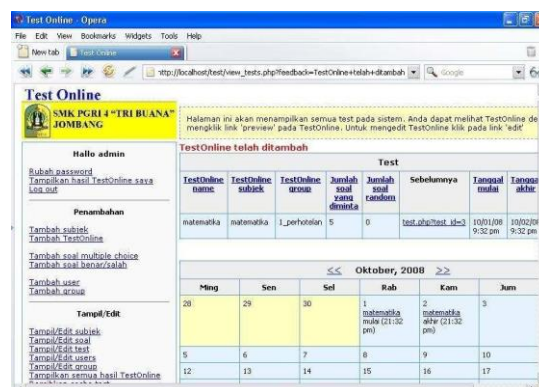 Test Online - Opera
File Edit View Bookmarks Widgets Tools Help
New tab Test Online
http://localhost/test/view_tests.php?feedback=TestOnline+telah+ditambah Google
Test Online
SMK PGRI 4 "TRI BUANA"
JOMBANG
Hallo admin
Rubah password
Tampilkan hasil TestOnline saya
Log out
Penambahan
Tambah subjek
Tambah TestOnline
Tambah soal multiple choice
Tambah soal benar/salah
Tambah user
Tambah group
Tampil/Edit
Tampil/Edit subjek
Tampil/Edit soal
Tampil/Edit test
Tampil/Edit users
Tampil/Edit group
Tampilkan semua hasil TestOnline
Halaman ini akan menampilkan semua test pada sistem. Anda dapat melihat TestOnline de
mengklik link 'preview' pada TestOnline. Untuk mengedit TestOnline klik pada link 'edit'
TestOnline telah ditambah
Test
TestOnline name TestOnline subjek TestOnline group Jumlah soal yang diminta Jumlah soal random Sebelumnya Tanggal mulai Tangga akhir
matematika matematika 1_perhotelan 5 0 test.php?test_id=3 10/01/08 9:32 pm 10/02/08 9:32 pm
<< Oktober, 2008 >>
Ming Sen Sel Rab Kam Jum
28 29 30 1 2 3
matematika mulai (21:32 pm) matematika akhir (21:32 pm)
5 6 7 8 9 10
12 13 14 15 16 17